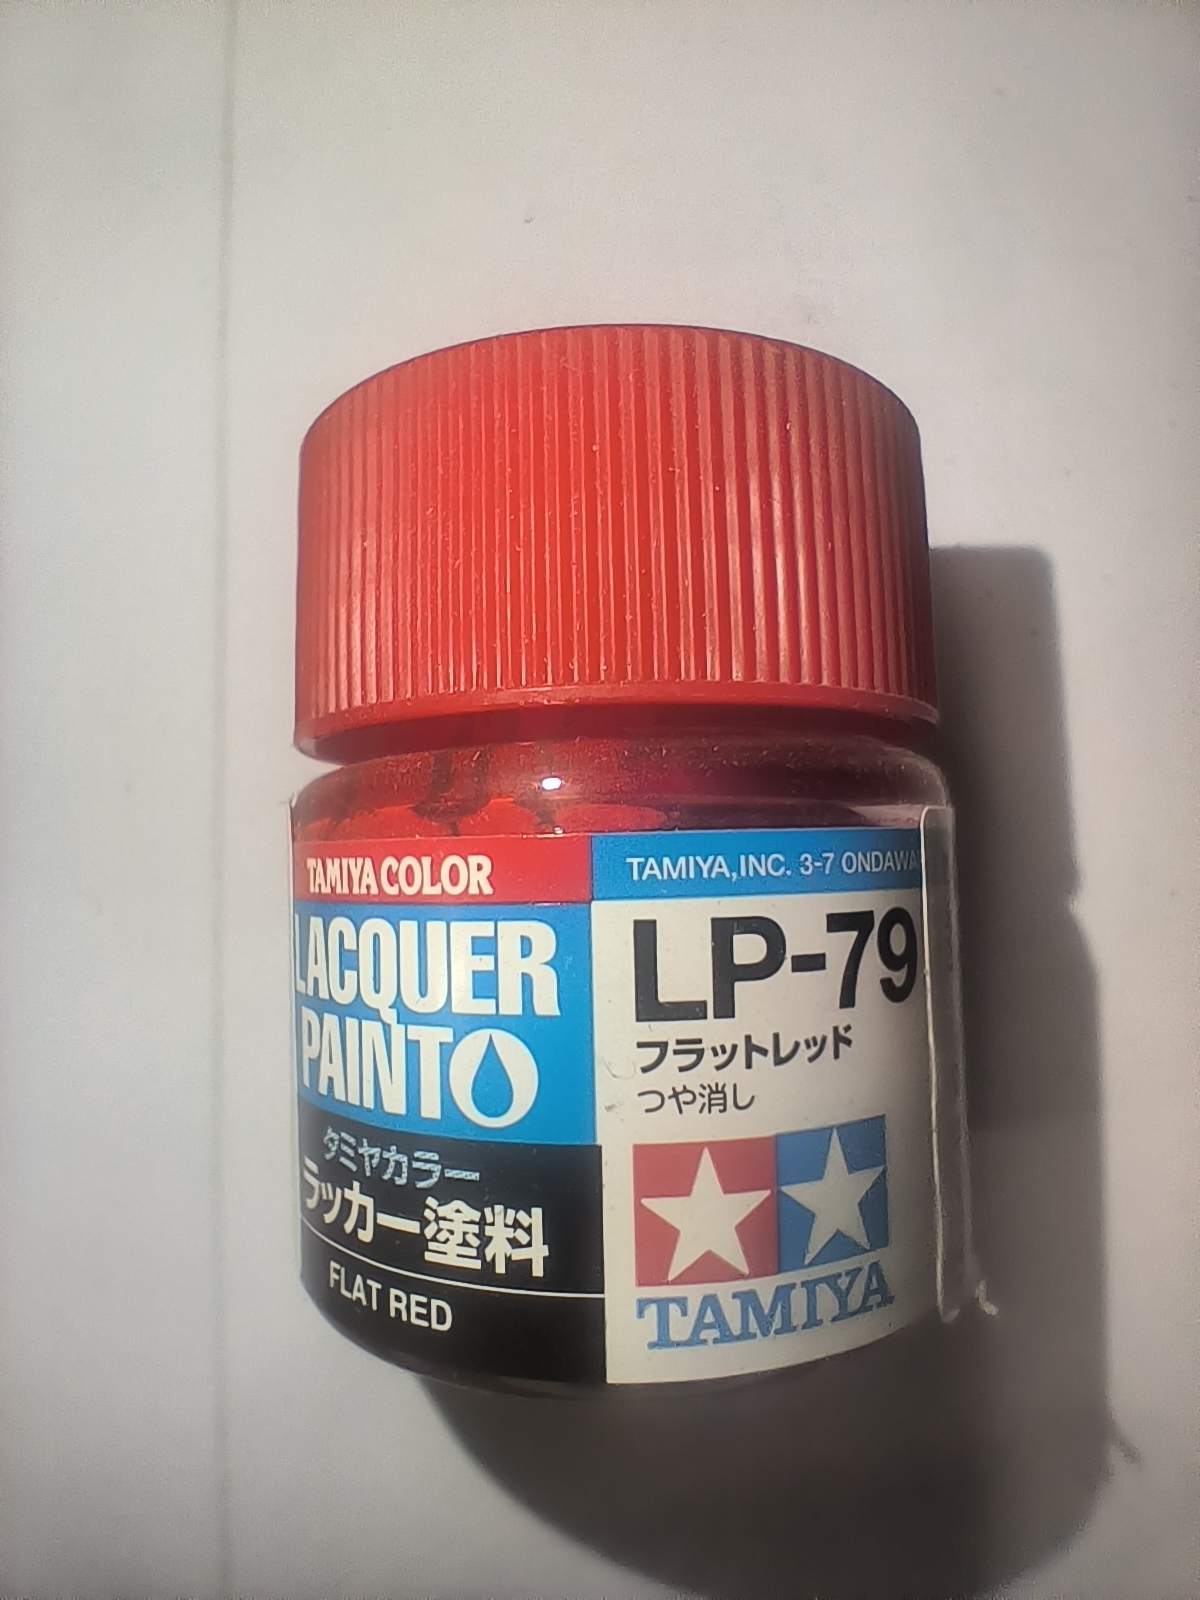 TAMIYA COLOR
LACQUER
PAINT
タミヤカラー
ラッカー塗料
FLAT RED
TAMIYA, INC. 3-7
LP-79
フラットレッド
つや消し
TAMIYA